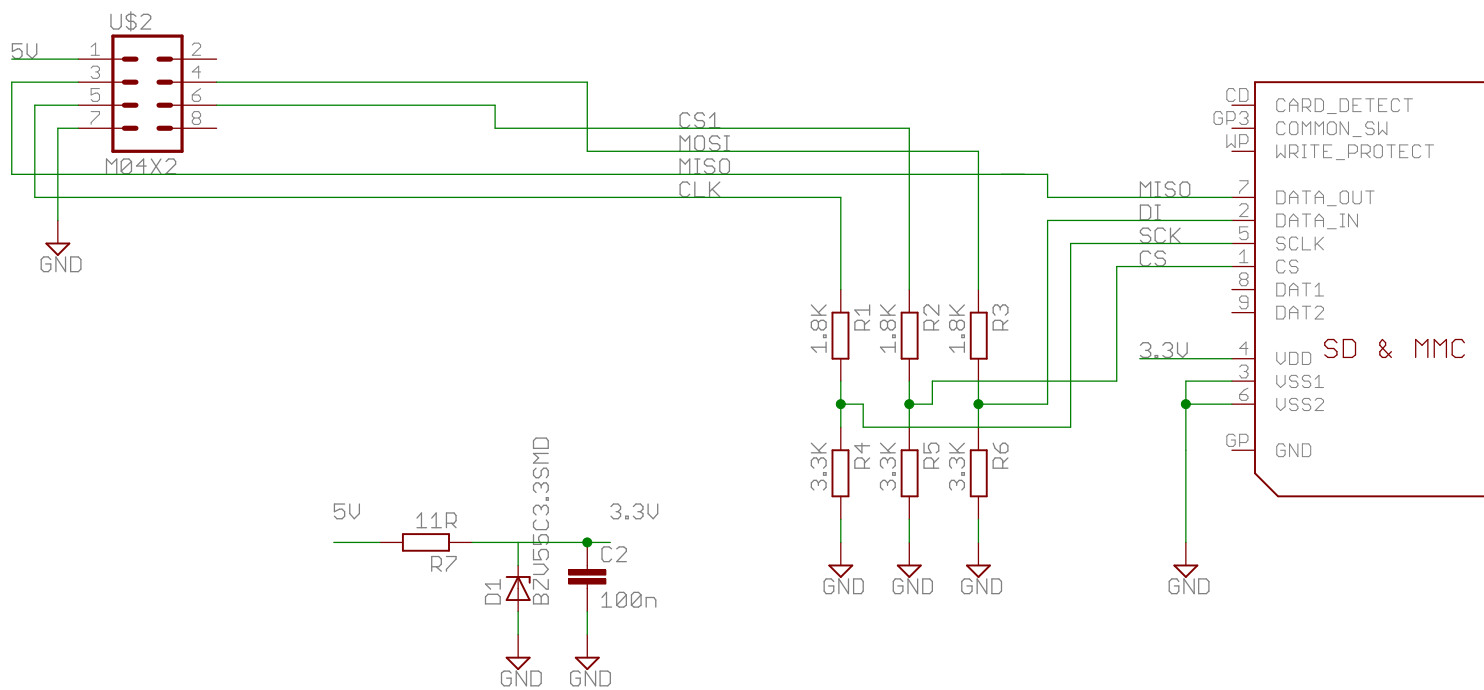 U$2
5V 1 2
3 4
5 6
7 8
M04X2
GND
CS1
MOSI
MISO
CLK
CD CARD_DETECT
GP3 COMMON_SW
WP WRITE_PROTECT
MISO 7 DATA_OUT
DI 2 DATA_IN
SCK 5 SCLK
CS 1 CS
8 DAT1
9 DAT2
3.3V 4 VDD
SD & MMC
3 VSS1
6 VSS2
GP GND
1.8K R1
1.8K R2
1.8K R3
3.3K R4
3.3K R5
3.3K R6
GND GND GND GND
5V 11R 3.3V
R7
D1
BZV55C3.3SMD
C2
100n
GND GND